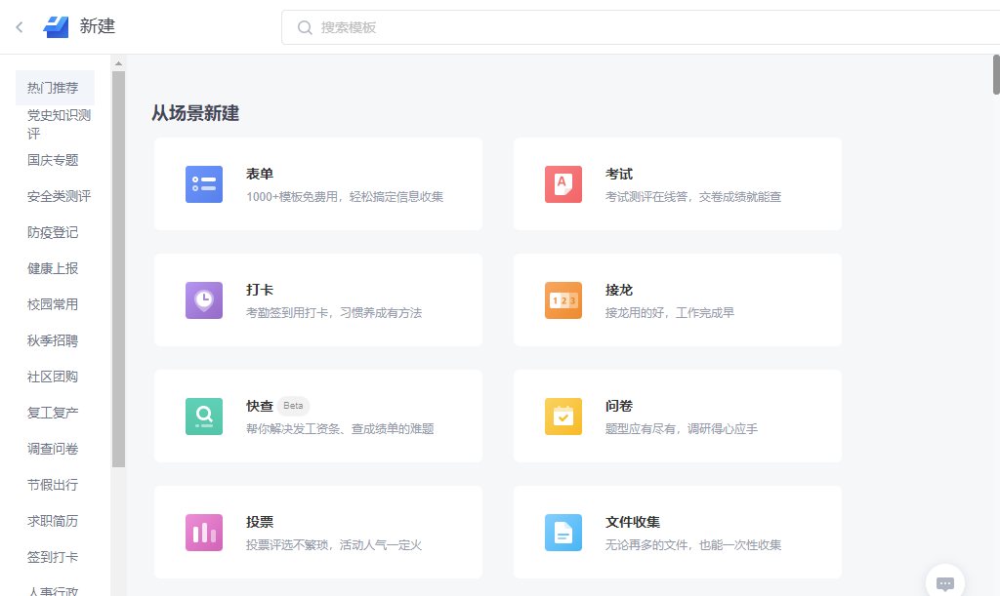 新建
搜索模板
热门推荐
党史知识测
评
国庆专题
安全类测评
防疫登记
健康上报
校园常用
秋季招聘
社区团购
复工复产
调查问卷
节假出行
求职简历
签到打卡
人事行政
从场景新建
表单
1000+模板免费用，轻松搞定信息收集
考试
A
考试测评在线答，交卷成绩就能查
打卡
考勤签到用打卡，习惯养成有方法
接龙
1 2 3
接龙用的好，工作完成早
快查 Beta
帮你解决发工资条、查成绩单的难题
问卷
题型应有尽有，调研得心应手
投票
投票评选不繁琐，活动人气一定火
文件收集
无论再多的文件，也能一次性收集